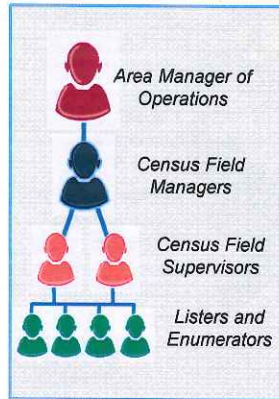 Area Manager of
Operations
Census Field
Managers
Census Field
Supervisors
Listers and
Enumerators